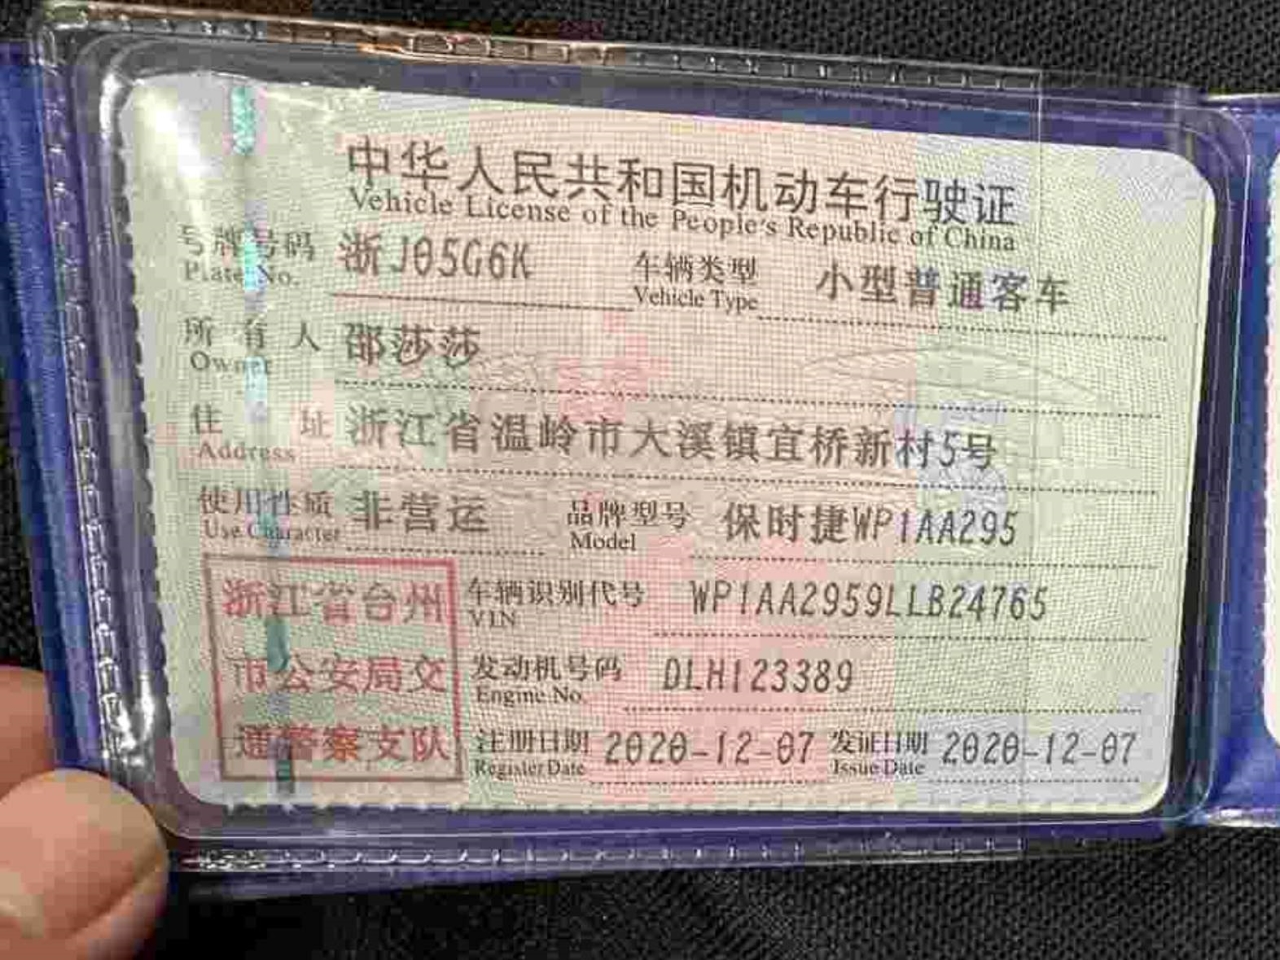 中华人民共和国机动车行驶证
Vehicle License of the People's Republic of China
号牌号码 浙J05G6K 车辆类型 小型普通客车
Plate No. Vehicle Type
所有人 邵莎莎
Owner
住址 浙江省温岭市大溪镇宜桥新村5号
Address
使用性质 非营运 品牌型号 保时捷WP1AA295
Use Character Model
浙江省台州
市公安局交
通警察支队
车辆识别代号 WP1AA2959LLB24765
VIN
发动机号码 DLH123389
Engine No.
注册日期 2020-12-07 发证日期 2020-12-07
Register Date Issue Date